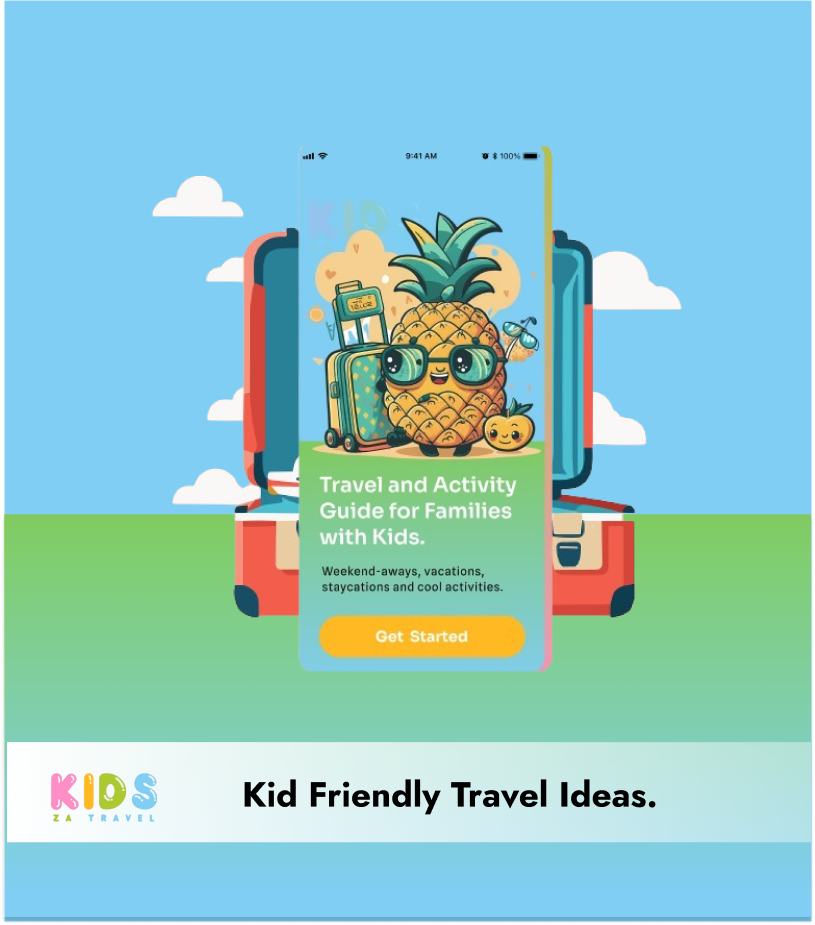 9:41 AM
100%
KID
Travel and Activity
Guide for Families
with Kids.
Weekend-aways, vacations,
staycations and cool activities.
Get Started
KIDS
ZA TRAVEL
Kid Friendly Travel Ideas.